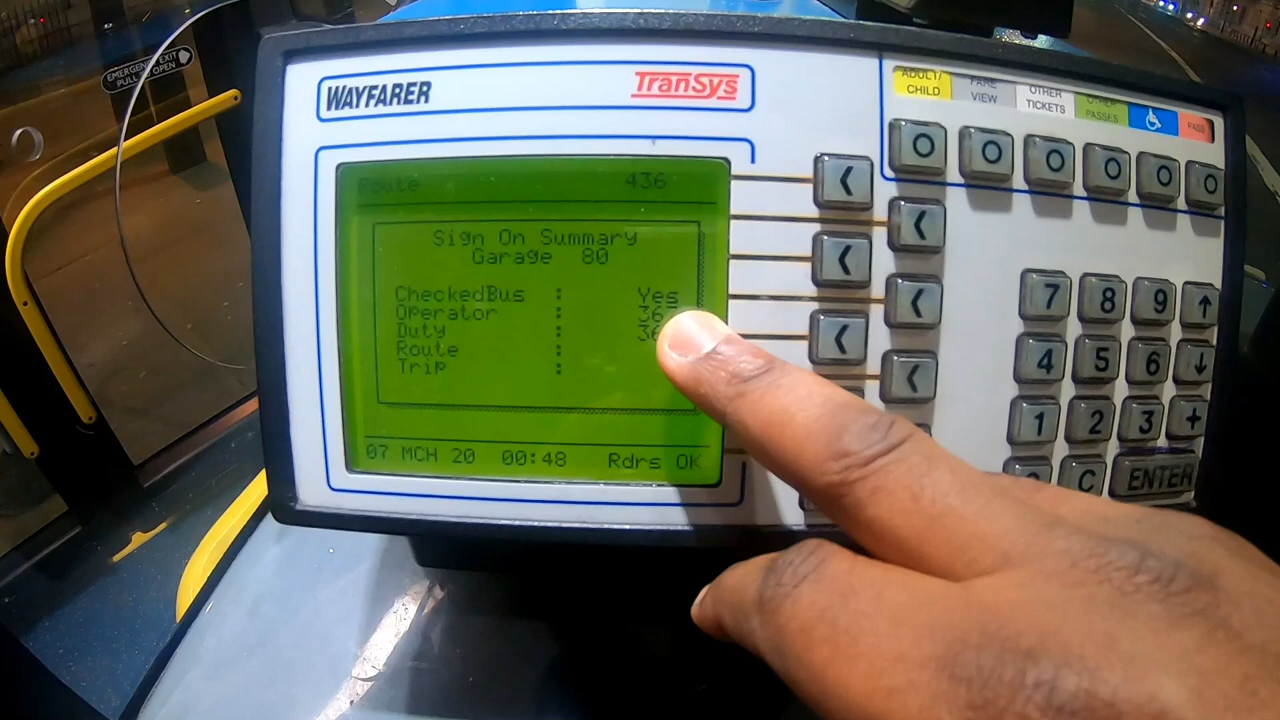 EMERGENCY EXIT
PULL TO OPEN
WAYFARER
TranSys
ADULT/
CHILD
FARE
VIEW
OTHER
TICKETS
OTHER
PASSES
PASS
Route 436
Sign On Summary
Garage 80
CheckedBus : Yes
Operator :
Duty :
Route :
Trip :
07 MCH 20 00:48 Rdrs OK
7 8 9 ↑
4 5 6 ↓
1 2 3 +
C ENTER